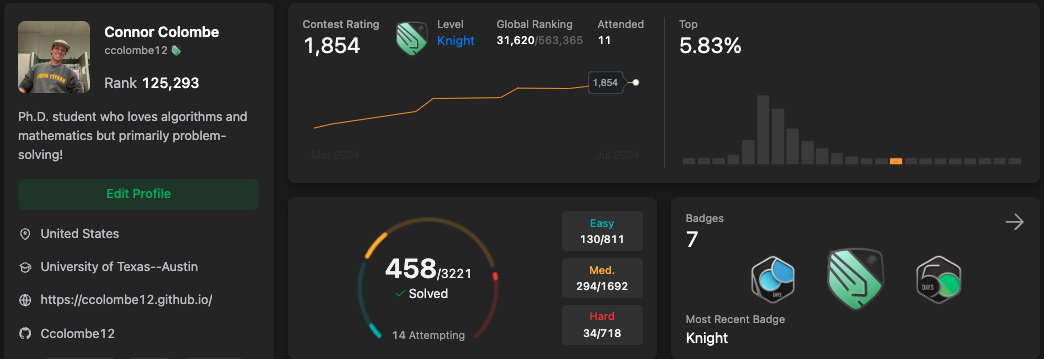 Connor Colombe
ccolombe12
Rank 125,293
Ph.D. student who loves algorithms and
mathematics but primarily problem-
solving!
Edit Profile
United States
University of Texas--Austin
https://ccolombe12.github.io/
Ccolombe12
Contest Rating
1,854
Level
Knight
Global Ranking
31,620/563,365
Attended
11
1,854
Mar 2024
Jul 2024
Top
5.83%
458/3221
Solved
14 Attempting
Easy
130/811
Med.
294/1692
Hard
34/718
Badges
7
DAYS
50
DAYS
Most Recent Badge
Knight